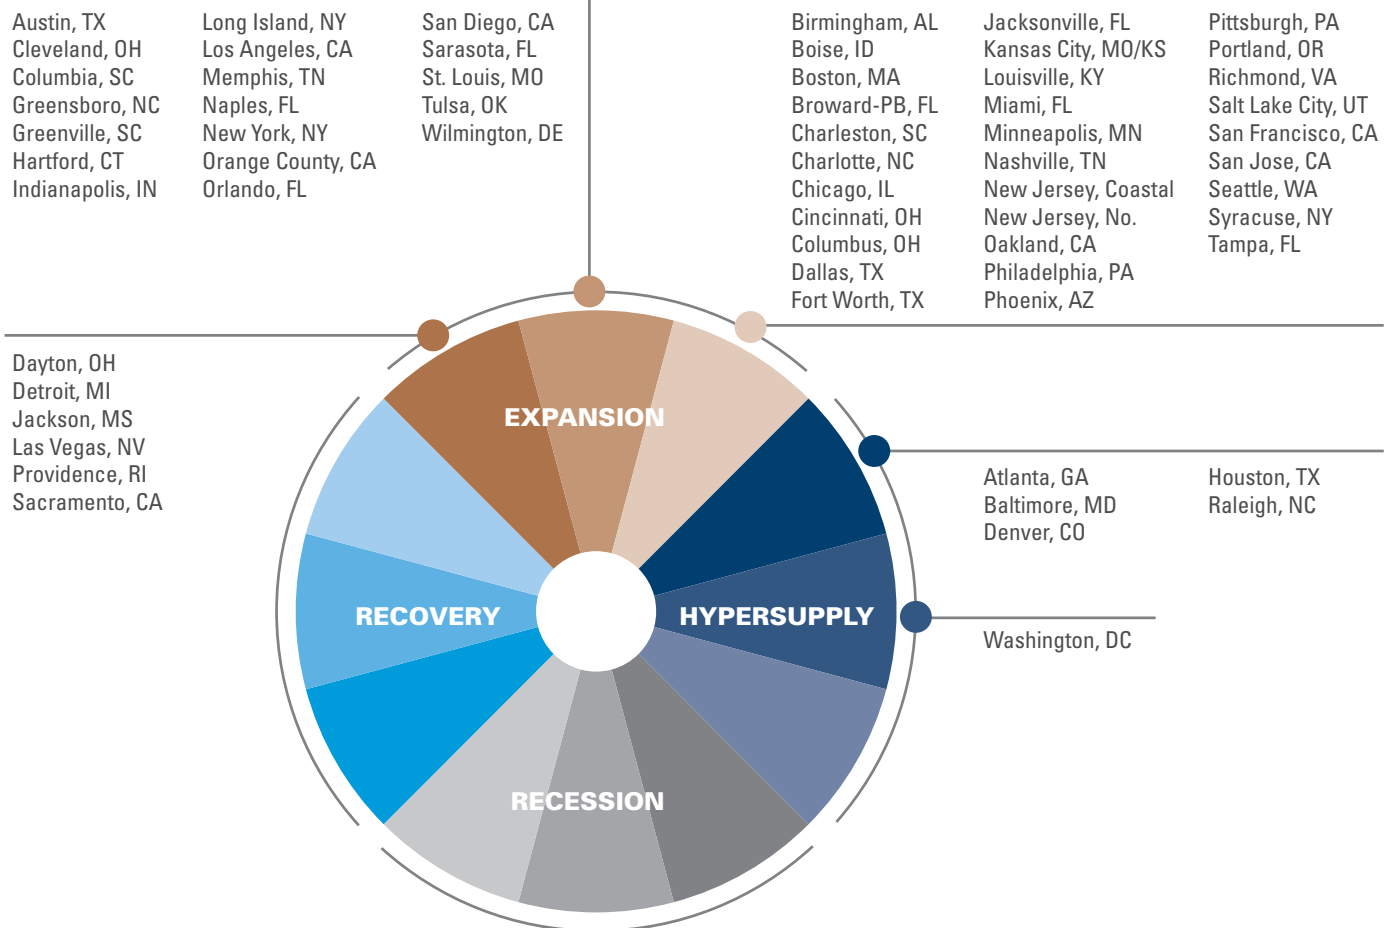 Austin, TX
Cleveland, OH
Columbia, SC
Greensboro, NC
Greenville, SC
Hartford, CT
Indianapolis, IN
Long Island, NY
Los Angeles, CA
Memphis, TN
Naples, FL
New York, NY
Orange County, CA
Orlando, FL
San Diego, CA
Sarasota, FL
St. Louis, MO
Tulsa, OK
Wilmington, DE
Birmingham, AL
Boise, ID
Boston, MA
Broward-PB, FL
Charleston, SC
Charlotte, NC
Chicago, IL
Cincinnati, OH
Columbus, OH
Dallas, TX
Fort Worth, TX
Jacksonville, FL
Kansas City, MO/KS
Louisville, KY
Miami, FL
Minneapolis, MN
Nashville, TN
New Jersey, Coastal
New Jersey, No.
Oakland, CA
Philadelphia, PA
Phoenix, AZ
Pittsburgh, PA
Portland, OR
Richmond, VA
Salt Lake City, UT
San Francisco, CA
San Jose, CA
Seattle, WA
Syracuse, NY
Tampa, FL
Dayton, OH
Detroit, MI
Jackson, MS
Las Vegas, NV
Providence, RI
Sacramento, CA
EXPANSION
Atlanta, GA
Baltimore, MD
Denver, CO
Houston, TX
Raleigh, NC
RECOVERY
HYPERSUPPLY
Washington, DC
RECESSION